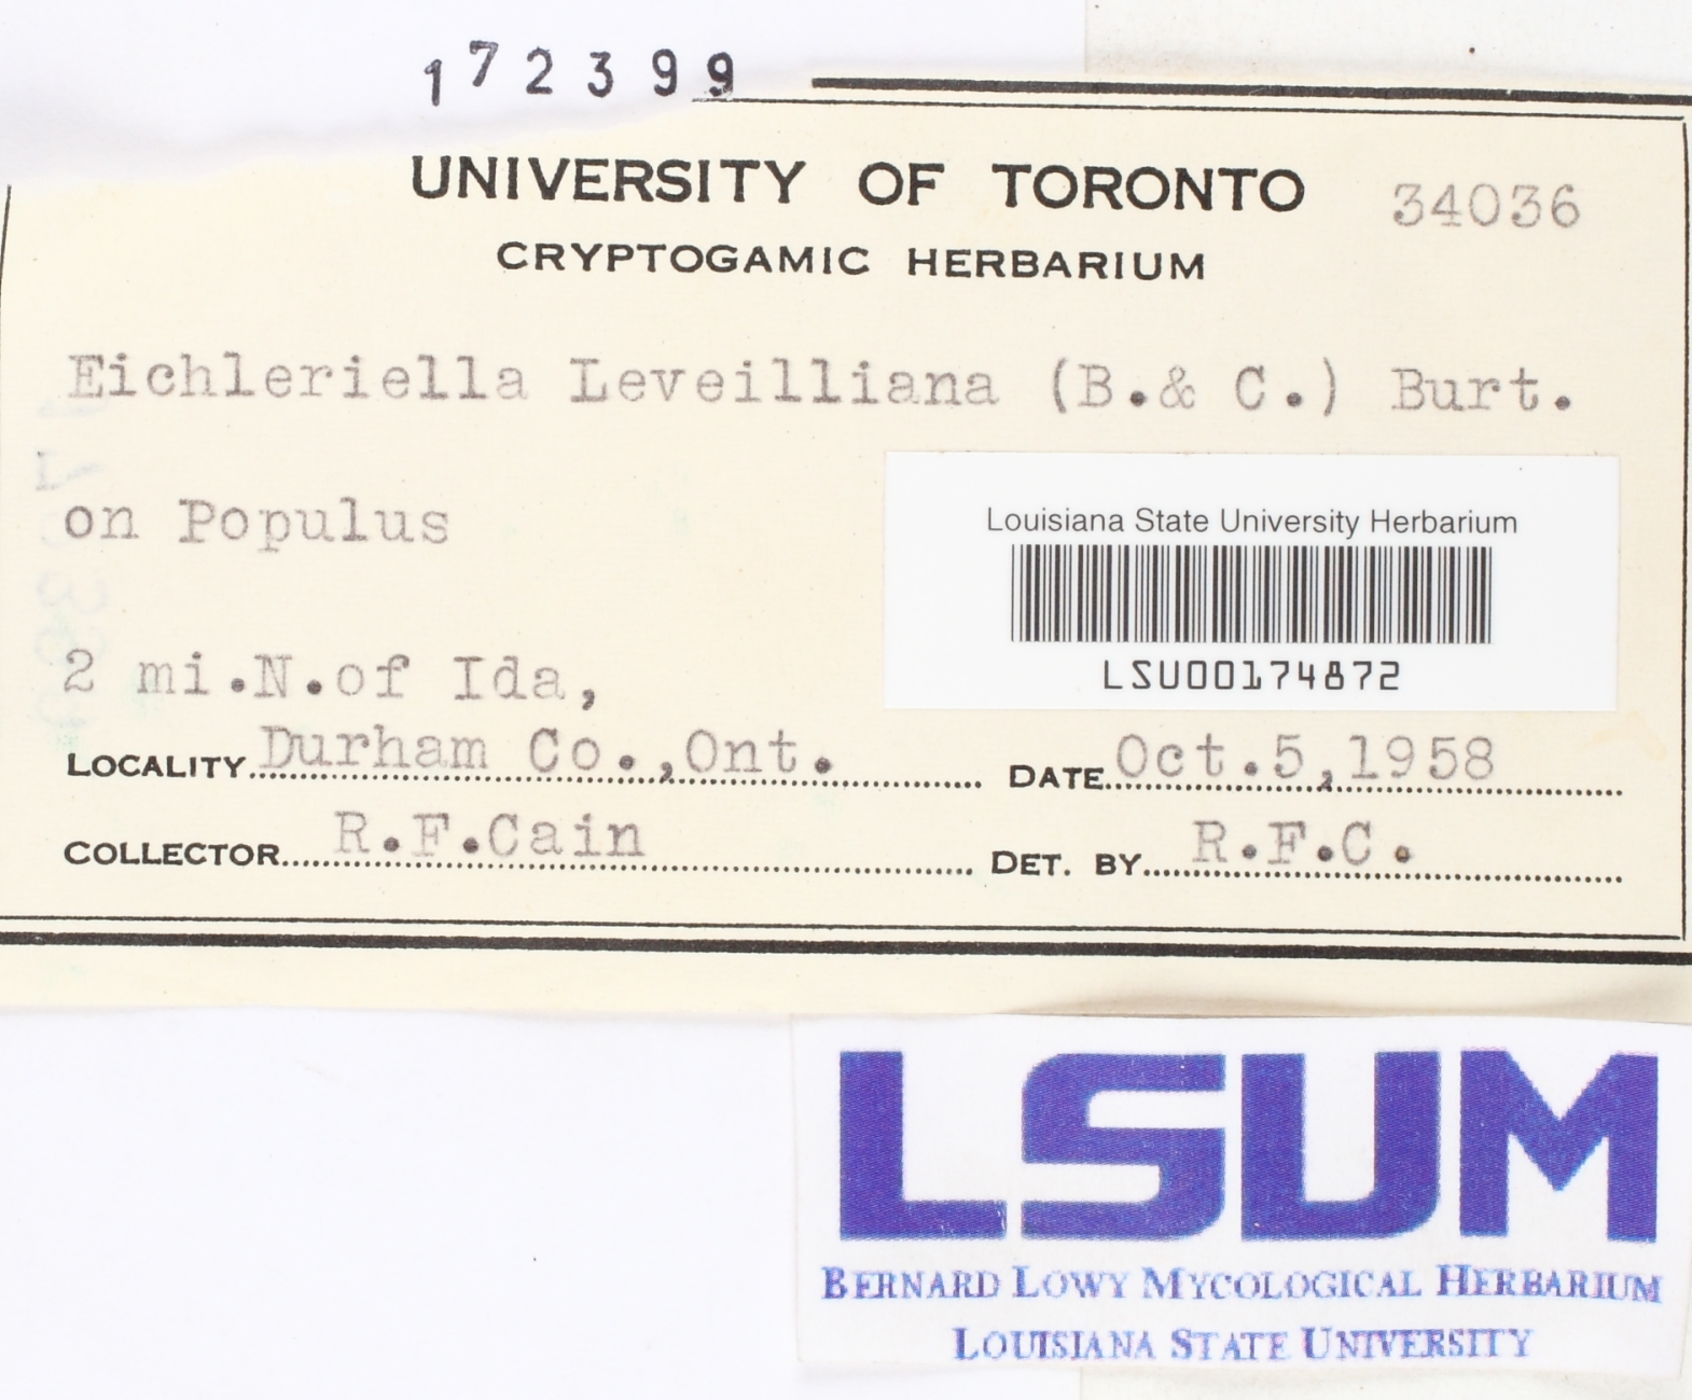 172399
UNIVERSITY OF TORONTO 34036
CRYPTOGAMIC HERBARIUM
Eichleriella Leveilliana (B.& C.) Burt.
on Populus
Louisiana State University Herbarium
LSU00174872
2 mi.N.of Ida,
LOCALITY Durham Co.,Ont. DATE Oct.5,1958
COLLECTOR R.F.Cain DET. BY R.F.C.
LSUM
BERNARD LOWY MYCOLOGICAL HERBARIUM
LOUISIANA STATE UNIVERSITY